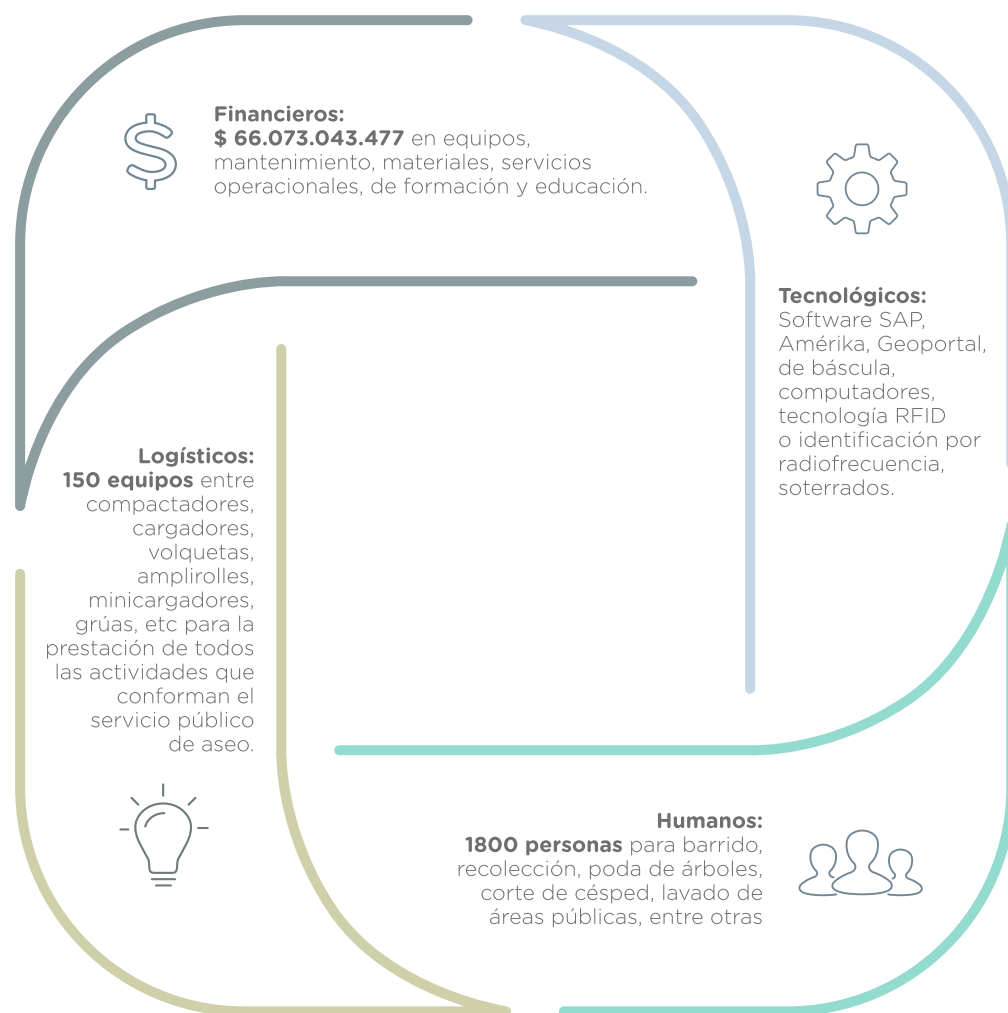 Financieros:
$ 66.073.043.477 en equipos,
mantenimiento, materiales, servicios
operacionales, de formación y educación.
Tecnológicos:
Software SAP,
Amérika, Geoportal,
de báscula,
computadores,
tecnología RFID
o identificación por
radiofrecuencia,
soterrados.
Logísticos:
150 equipos entre
compactadores,
cargadores,
volquetas,
amplirolles,
minicargadores,
grúas, etc para la
prestación de todos
las actividades que
conforman el
servicio público
de aseo.
Humanos:
1800 personas para barrido,
recolección, poda de árboles,
corte de césped, lavado de
áreas públicas, entre otras